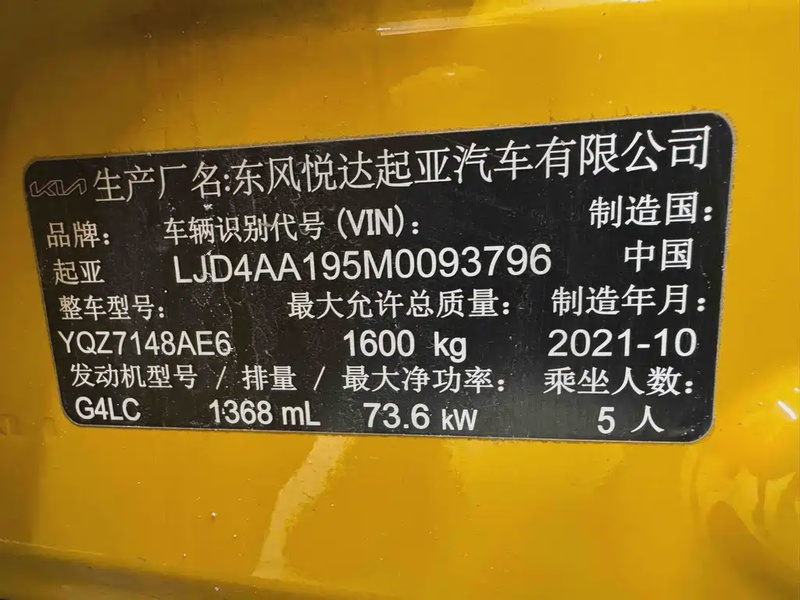 KIA 生产厂名:东风悦达起亚汽车有限公司
品牌: 车辆识别代号(VIN): 制造国:
起亚 LJD4AA195M0093796 中国
整车型号: 最大允许总质量: 制造年月:
YQZ7148AE6 1600 kg 2021-10
发动机型号 / 排量 / 最大净功率: 乘坐人数:
G4LC 1368 mL 73.6 kW 5 人